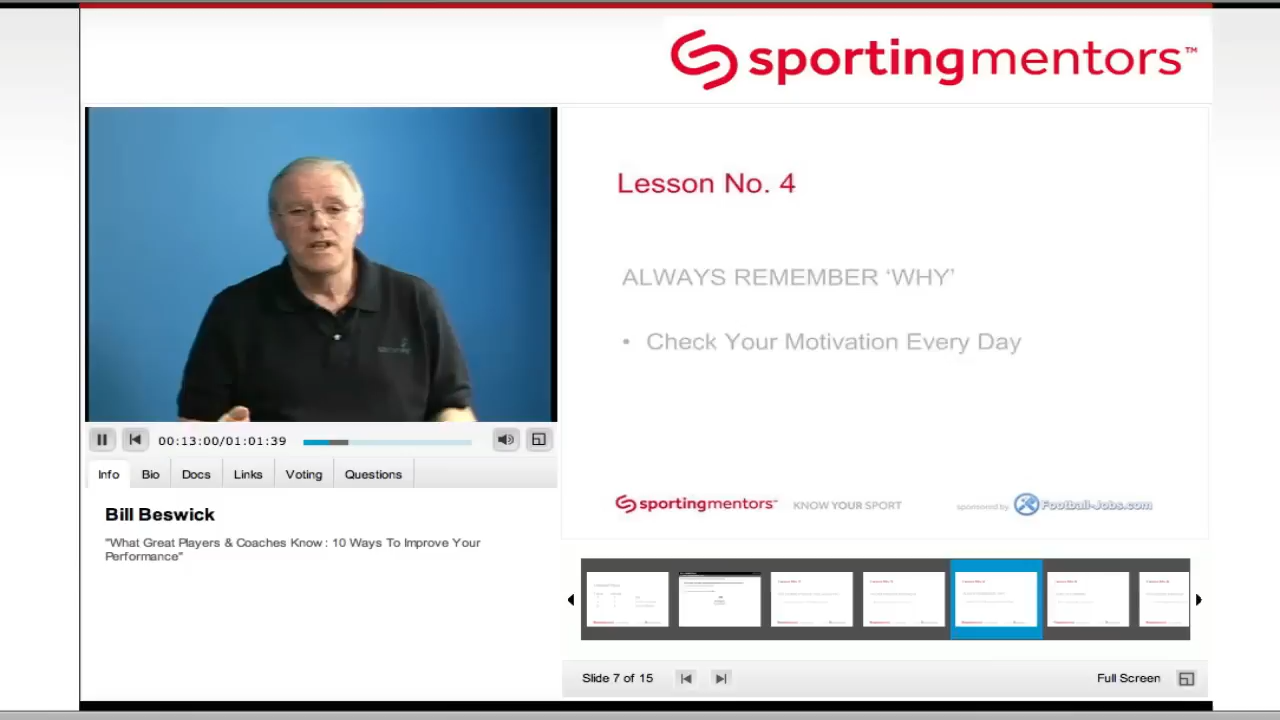 sportingmentors™
Lesson No. 4
ALWAYS REMEMBER ‘WHY’
• Check Your Motivation Every Day
sportingmentors™ KNOW YOUR SPORT sponsored by Football-Jobs.com
00:13:00/01:01:39
Info Bio Docs Links Voting Questions
Bill Beswick
"What Great Players & Coaches Know : 10 Ways To Improve Your
Performance"
Slide 7 of 15
Full Screen